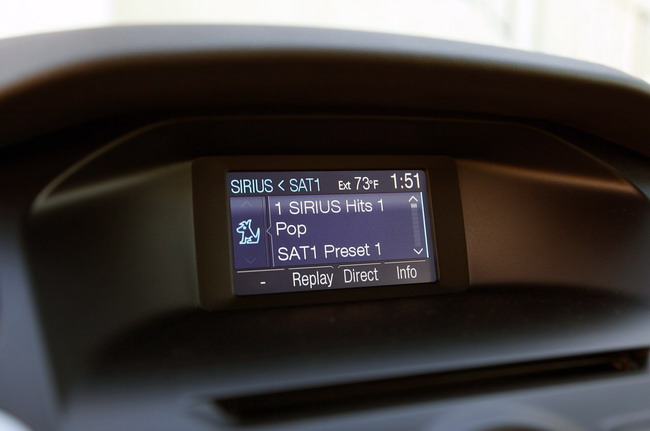 SIRIUS < SAT1 Ext 73°F 1:51
1 SIRIUS Hits 1
Pop
SAT1 Preset 1
- Replay Direct Info